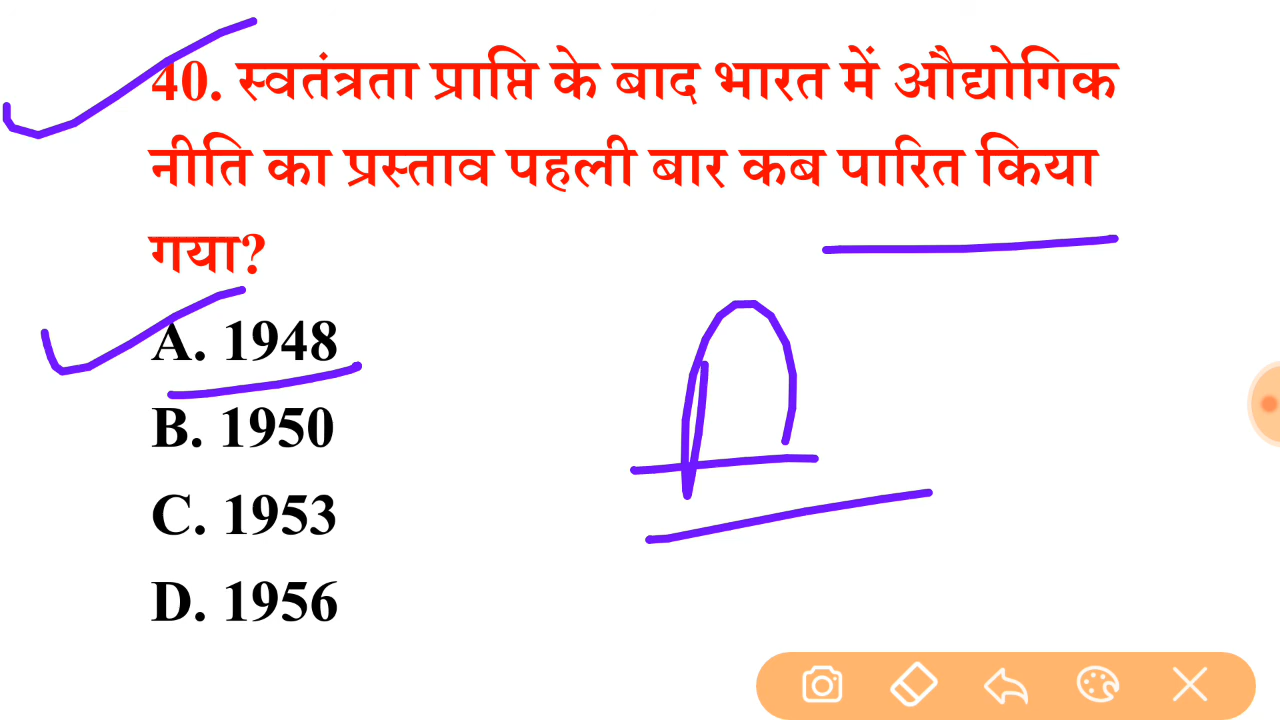 40. स्वतंत्रता प्राप्ति के बाद भारत में औद्योगिक
नीति का प्रस्ताव पहली बार कब पारित किया
गया?
A. 1948
B. 1950
C. 1953
D. 1956